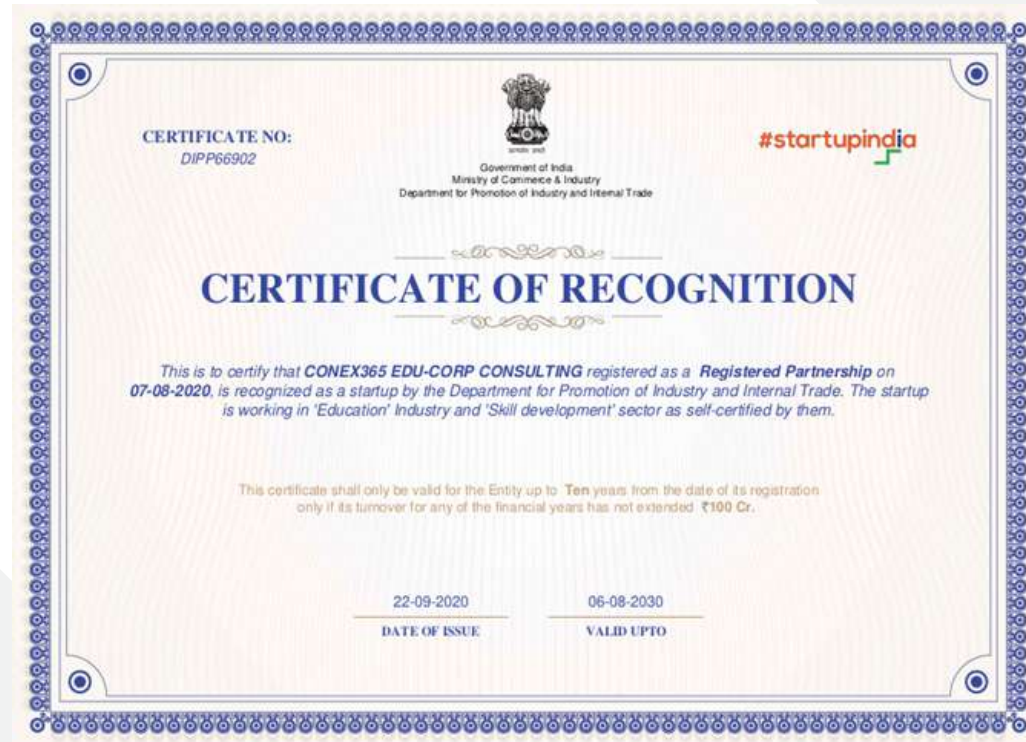 CERTIFICATE NO:
DIPP66902
#startupindia
Government of India
Ministry of Commerce & Industry
Department for Promotion of Industry and Internal Trade
CERTIFICATE OF RECOGNITION
This is to certify that CONEX365 EDU-CORP CONSULTING registered as a Registered Partnership on
07-08-2020, is recognized as a startup by the Department for Promotion of Industry and Internal Trade. The startup
is working in 'Education' Industry and 'Skill development' sector as self-certified by them.
This certificate shall only be valid for the Entity up to Ten years from the date of its registration
only if its turnover for any of the financial years has not extended ₹100 Cr.
22-09-2020
06-08-2030
DATE OF ISSUE
VALID UPTO